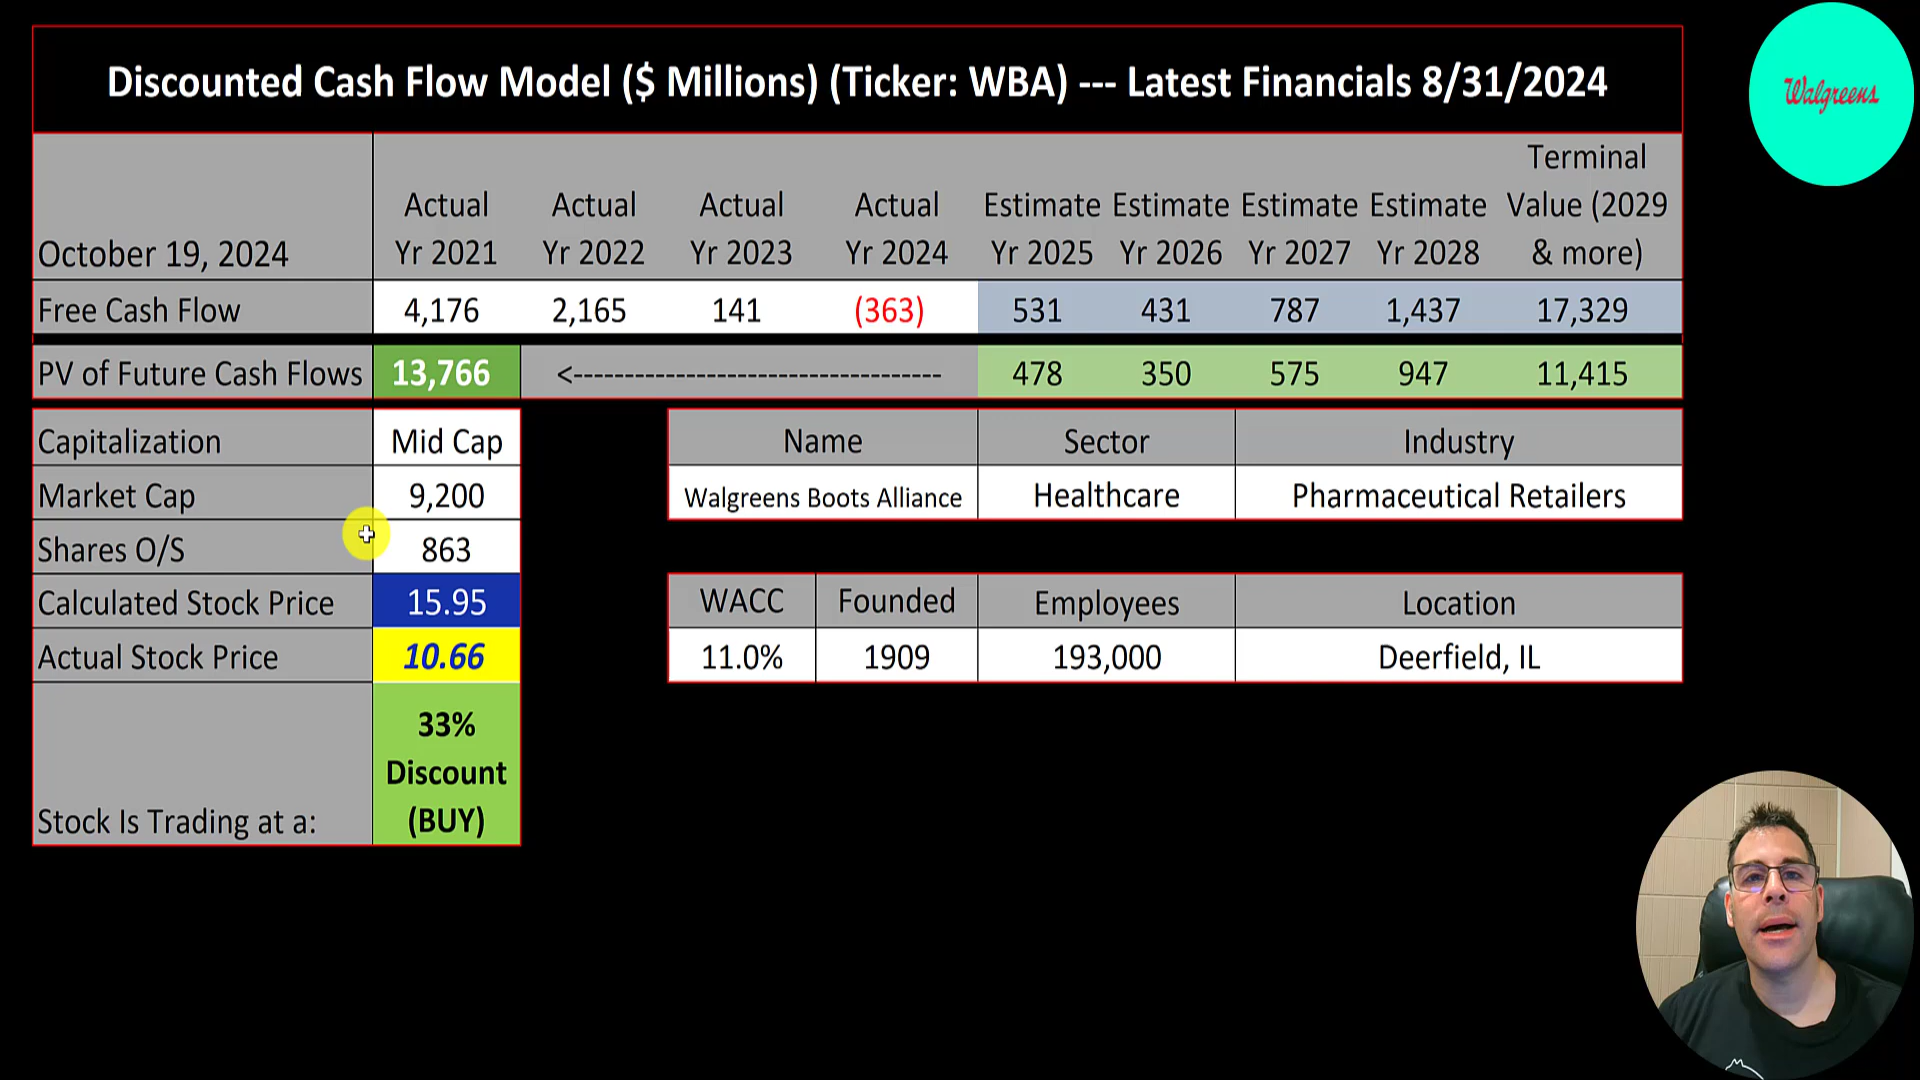 Discounted Cash Flow Model ($ Millions) (Ticker: WBA) --- Latest Financials 8/31/2024
Walgreens
October 19, 2024 Actual Yr 2021 Actual Yr 2022 Actual Yr 2023 Actual Yr 2024 Estimate Yr 2025 Estimate Yr 2026 Estimate Yr 2027 Estimate Yr 2028 Terminal Value (2029 & more)
Free Cash Flow 4,176 2,165 141 (363) 531 431 787 1,437 17,329
PV of Future Cash Flows 13,766 <----------------------------------- 478 350 575 947 11,415
Capitalization Mid Cap
Market Cap 9,200
Shares O/S 863
Calculated Stock Price 15.95
Actual Stock Price 10.66
Stock Is Trading at a: 33% Discount (BUY)
Name Sector Industry
Walgreens Boots Alliance Healthcare Pharmaceutical Retailers
WACC Founded Employees Location
11.0% 1909 193,000 Deerfield, IL